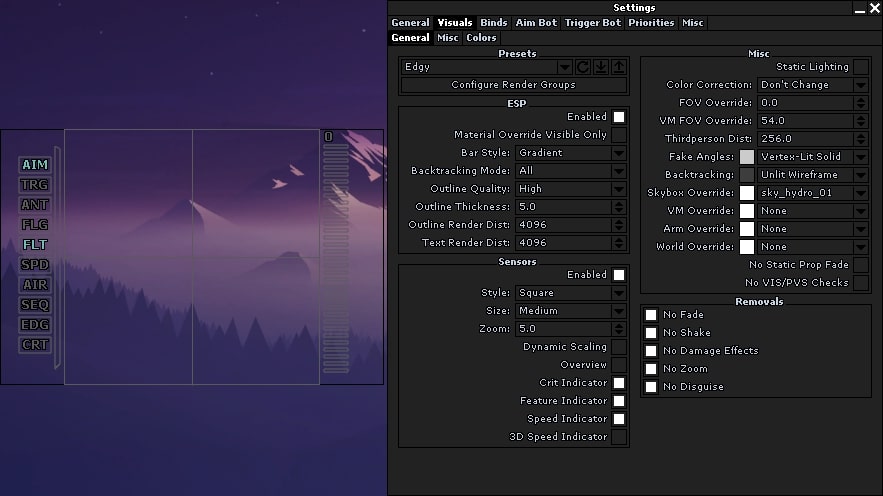 Settings
General Visuals Binds Aim Bot Trigger Bot Priorities Misc
General Misc Colors
Presets
Edgy
Configure Render Groups
ESP
Enabled
Material Override Visible Only
Bar Style: Gradient
Backtracking Mode: All
Outline Quality: High
Outline Thickness: 5.0
Outline Render Dist: 4096
Text Render Dist: 4096
Sensors
Enabled
Style: Square
Size: Medium
Zoom: 5.0
Dynamic Scaling
Overview
Crit Indicator
Feature Indicator
Speed Indicator
3D Speed Indicator
Misc
Static Lighting
Color Correction: Don't Change
FOV Override: 0.0
VM FOV Override: 54.0
Thirdperson Dist: 256.0
Fake Angles: Vertex-Lit Solid
Backtracking: Unlit Wireframe
Skybox Override: sky_hydro_01
VM Override: None
Arm Override: None
World Override: None
No Static Prop Fade
No VIS/PVS Checks
Removals
No Fade
No Shake
No Damage Effects
No Zoom
No Disguise
0
AIM
TRG
ANT
FLG
FLT
SPD
AIR
SEQ
EDG
CRT